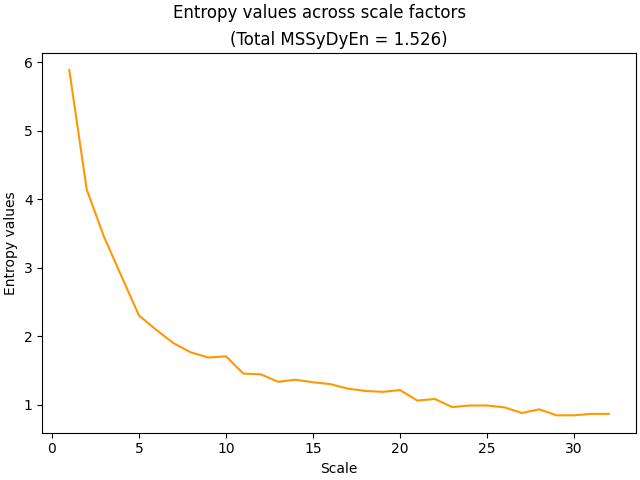 Entropy values across scale factors
(Total MSSyDyEn = 1.526)
6
5
4
3
2
1
Entropy values
0 5 10 15 20 25 30
Scale